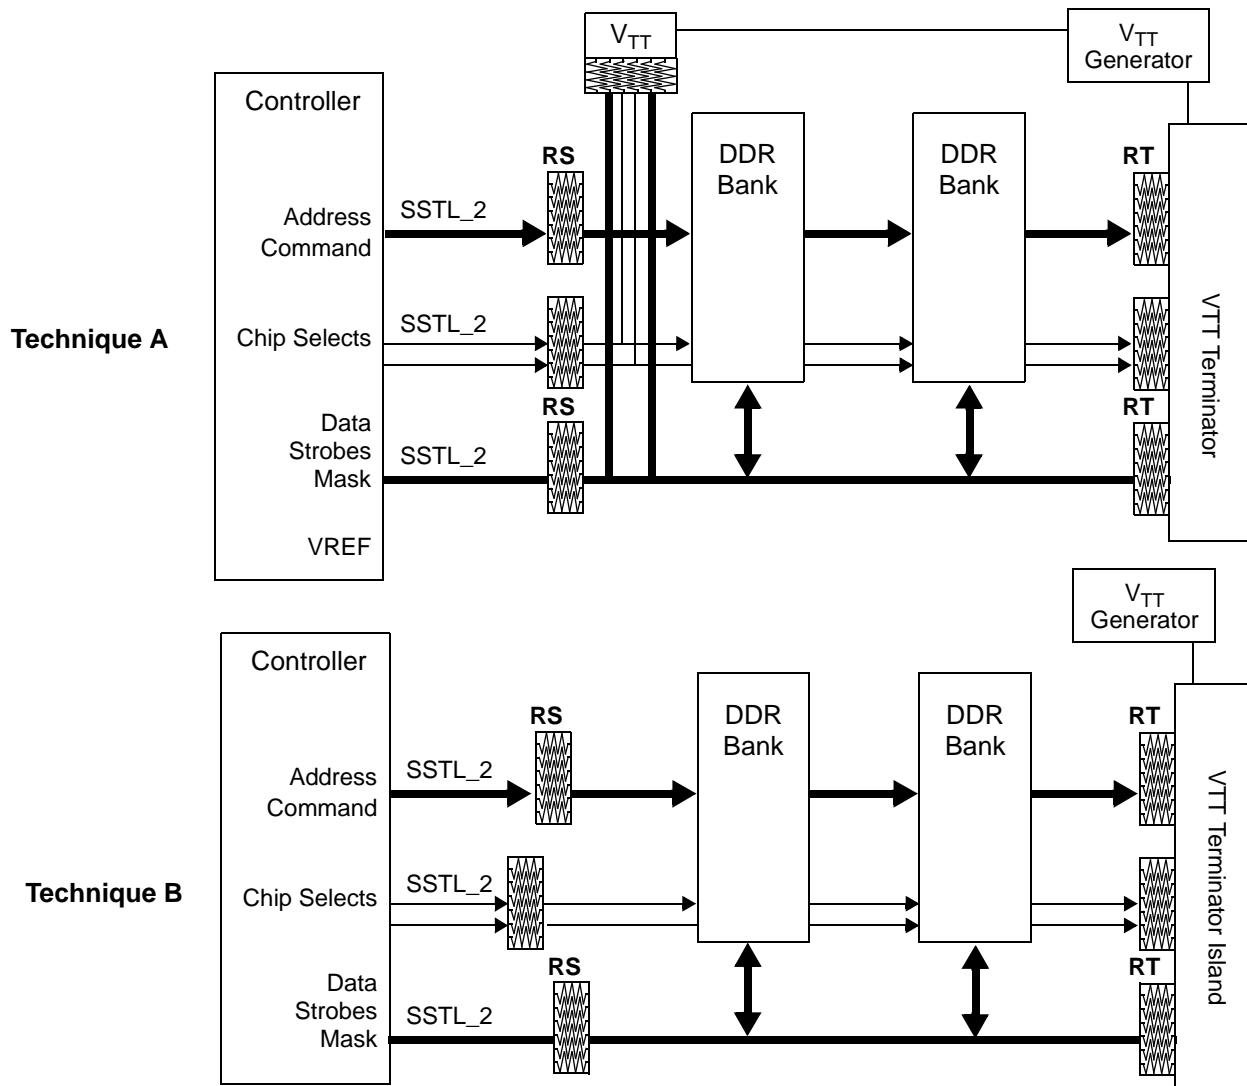 VTT
VTT
Generator
Controller
RS
DDR
Bank
DDR
Bank
RT
Address
Command
SSTL_2
Technique A
Chip Selects
SSTL_2
VTT Terminator
RS
RT
Data
Strobes
Mask
SSTL_2
VREF
VTT
Generator
Controller
RS
DDR
Bank
DDR
Bank
RT
Address
Command
SSTL_2
Technique B
Chip Selects
SSTL_2
VTT Terminator Island
RS
RT
Data
Strobes
Mask
SSTL_2